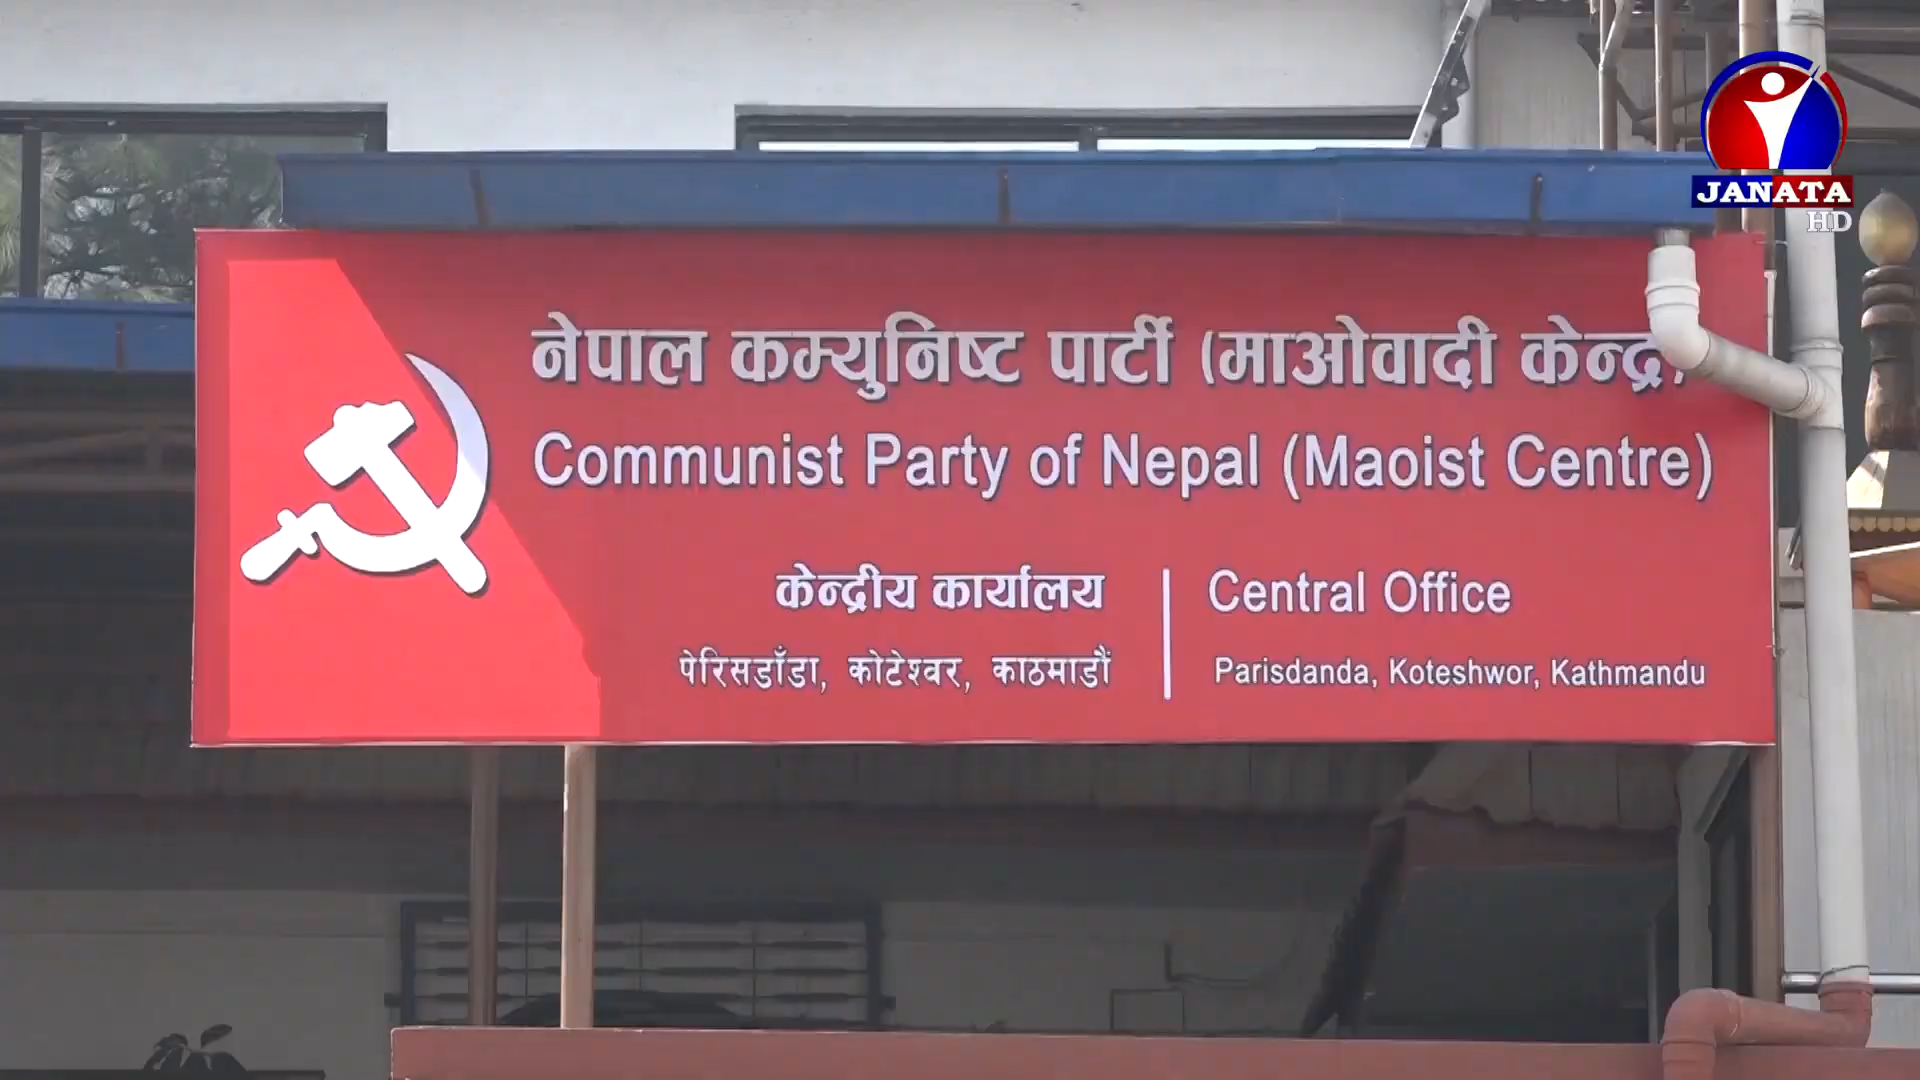 नेपाल कम्युनिष्ट पार्टी (माओवादी केन्द्र)
Communist Party of Nepal (Maoist Centre)
केन्द्रीय कार्यालय
पेरिसडाँडा, कोटेश्वर, काठमाडौं
Central Office
Parisdanda, Koteshwor, Kathmandu
JANATA
HD